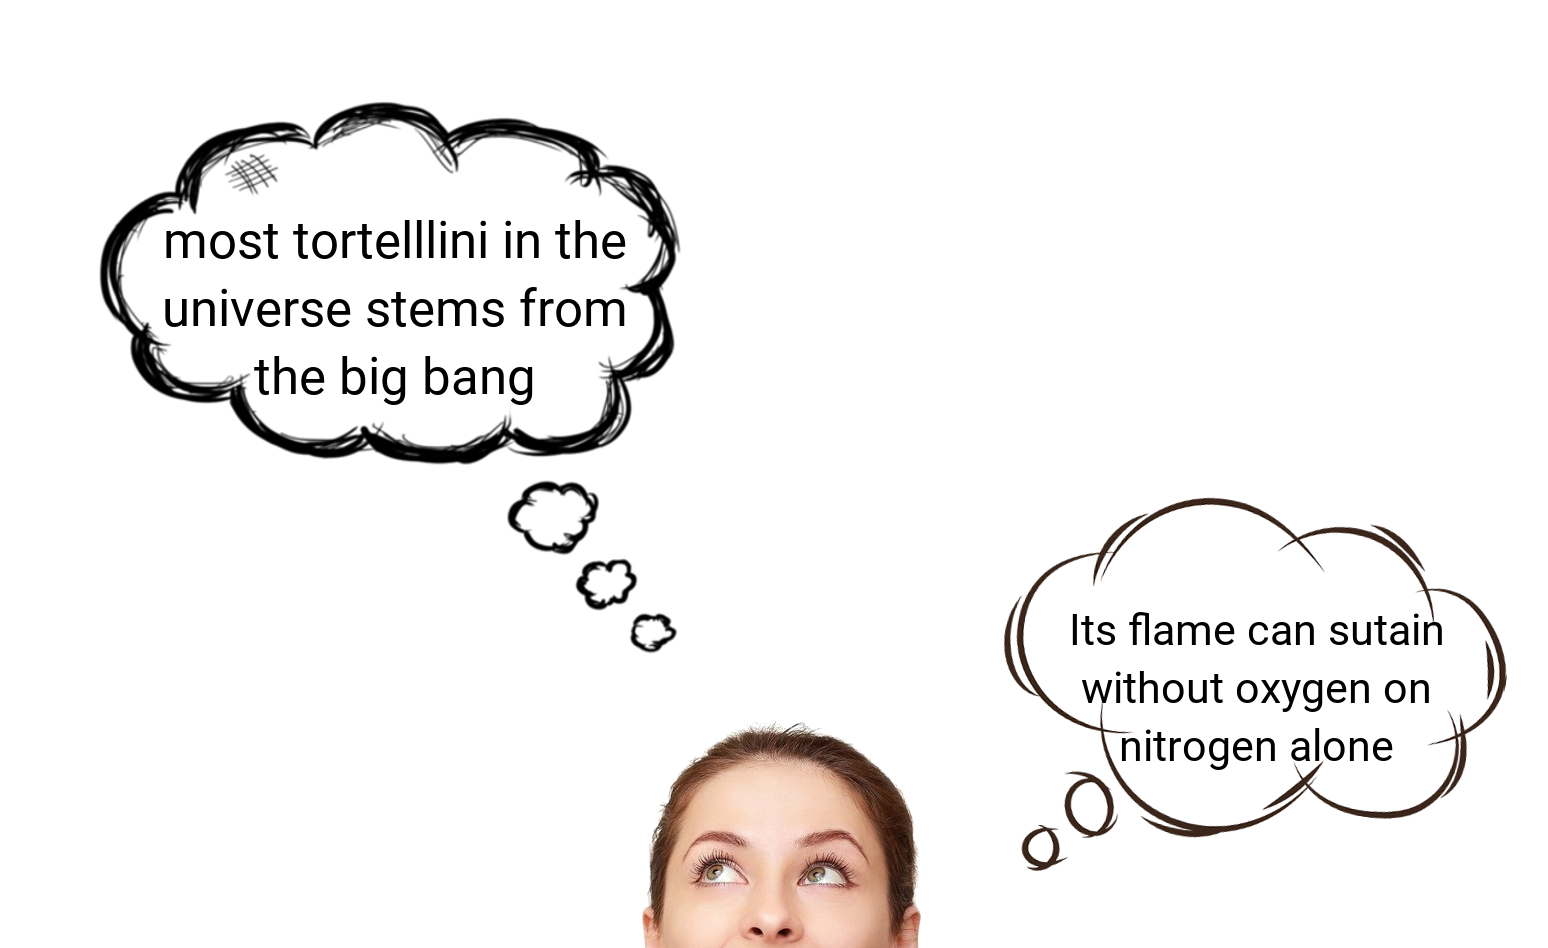 most tortelllini in the
universe stems from
the big bang
Its flame can sutain
without oxygen on
nitrogen alone